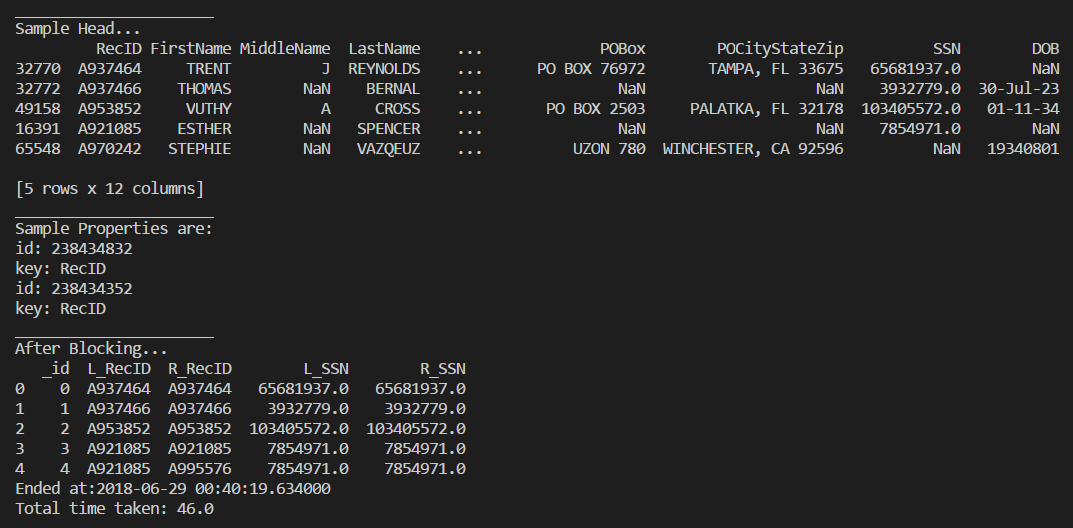 Sample Head...
RecID FirstName MiddleName LastName ... POBox POCityStateZip SSN DOB
32770 A937464 TRENT J REYNOLDS ... PO BOX 76972 TAMPA, FL 33675 65681937.0 NaN
32772 A937466 THOMAS NaN BERNAL ... NaN NaN 3932779.0 30-Jul-23
49158 A953852 VUTHY A CROSS ... PO BOX 2503 PALATKA, FL 32178 103405572.0 01-11-34
16391 A921085 ESTHER NaN SPENCER ... NaN NaN 7854971.0 NaN
65548 A970242 STEPHIE NaN VAZQEUZ ... UZON 780 WINCHESTER, CA 92596 NaN 19340801
[5 rows x 12 columns]
Sample Properties are:
id: 238434832
key: RecID
id: 238434352
key: RecID
After Blocking...
_id L_RecID R_RecID L_SSN R_SSN
0 0 A937464 A937464 65681937.0 65681937.0
1 1 A937466 A937466 3932779.0 3932779.0
2 2 A953852 A953852 103405572.0 103405572.0
3 3 A921085 A921085 7854971.0 7854971.0
4 4 A921085 A995576 7854971.0 7854971.0
Ended at:2018-06-29 00:40:19.634000
Total time taken: 46.0